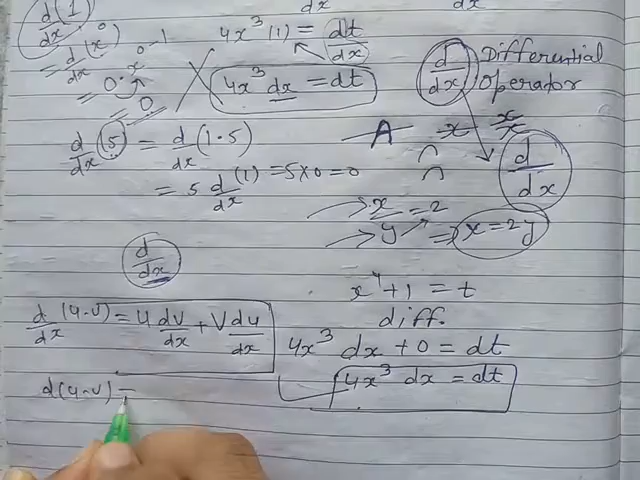 dx
dx
d/dx (1)
= d/dx (x⁰)
= 0·x⁰⁻¹
= 0
4x³ (1) = dt/dx
4x³ dx = dt
d/dx Differential
Operator
d/dx (5) = d/dx (1·5)
= 5 d/dx (1) = 5×0 = 0
A x x/x
d/dx
x = 2
y ⇒ x = 2y
d/dx
d/dx (u·v) = u dv/dx + v du/dx
d(u·v) =
x⁴+1 = t
diff.
4x³ dx + 0 = dt
4x³ dx = dt